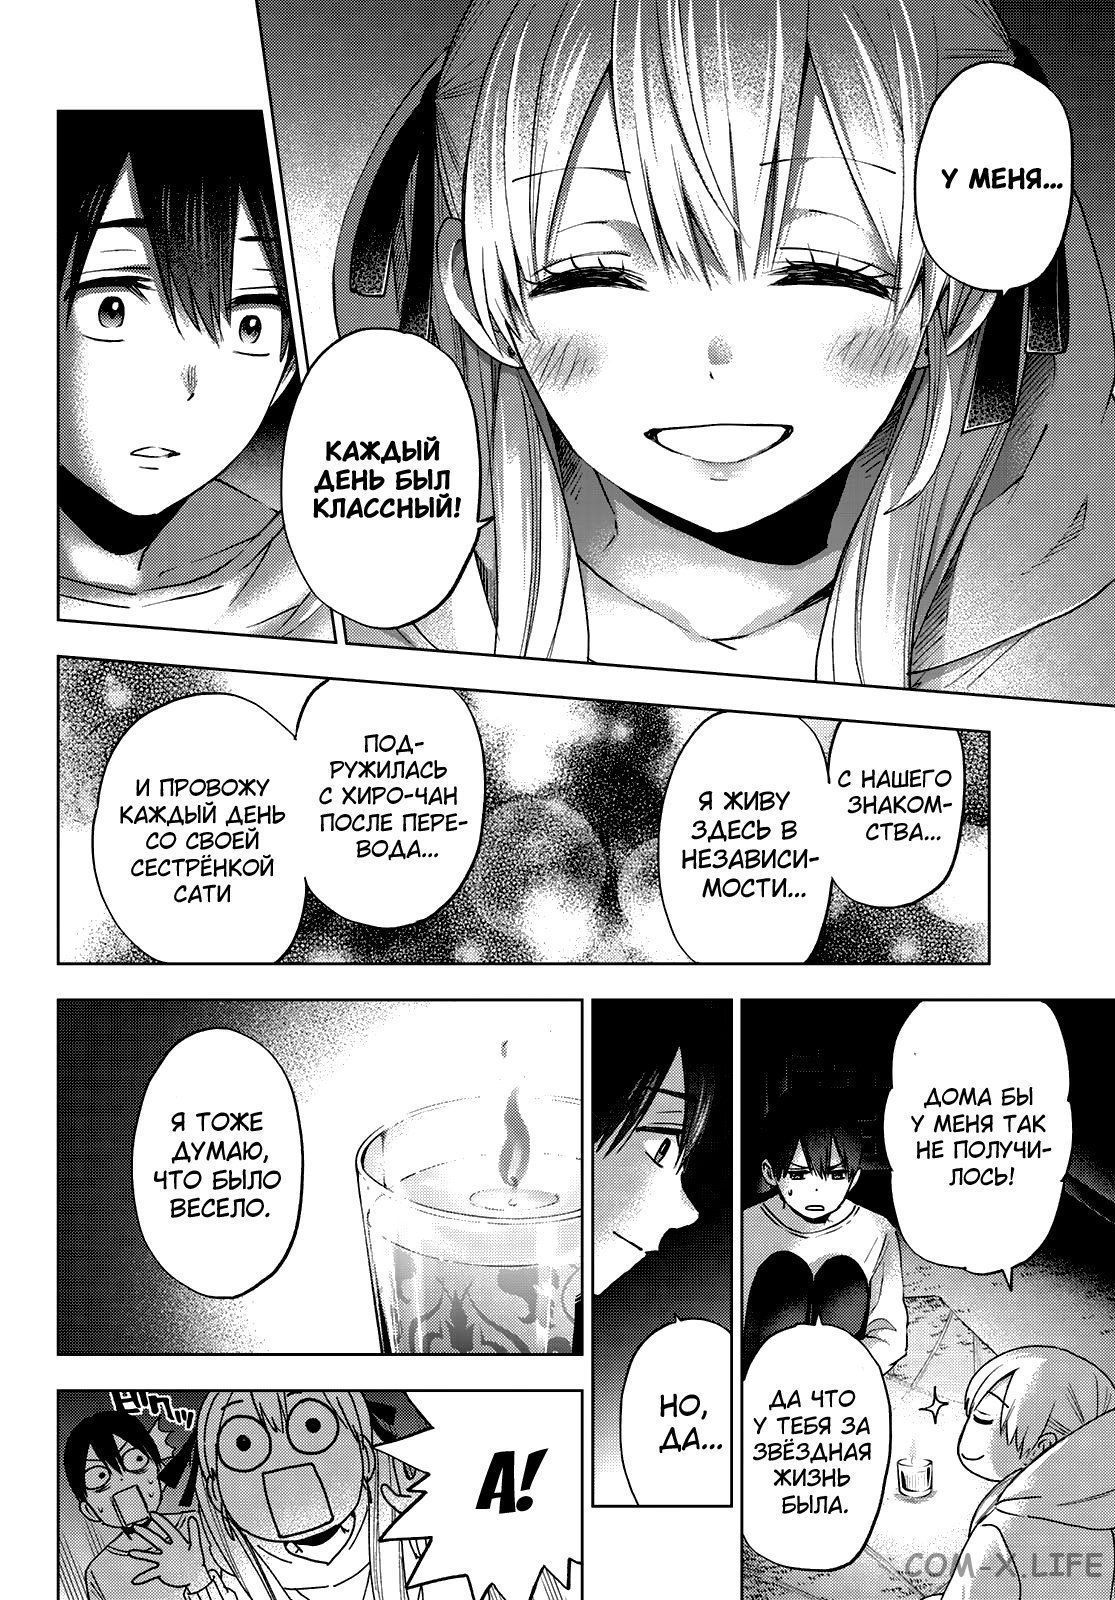 У МЕНЯ...
КАЖДЫЙ
ДЕНЬ БЫЛ
КЛАССНЫЙ!
С НАШЕГО
ЗНАКОМ-
СТВА...
Я ЖИВУ
ЗДЕСЬ В
НЕЗАВИСИ-
МОСТИ...
ПОД-
РУЖИЛАСЬ
С ХИРО-ЧАН
ПОСЛЕ ПЕРЕ-
ВОДА...
И ПРОВОЖУ
КАЖДЫЙ ДЕНЬ
СО СВОЕЙ
СЕСТРЁНКОЙ
САТИ
ДОМА БЫ
У МЕНЯ ТАК
НЕ ПОЛУЧИ-
ЛОСЬ!
ДА ЧТО
У ТЕБЯ ЗА
ЗВЁЗДНАЯ
ЖИЗНЬ
БЫЛА.
НО,
ДА...
Я ТОЖЕ
ДУМАЮ,
ЧТО БЫЛО
ВЕСЕЛО.
А!
COM-X.LIFE